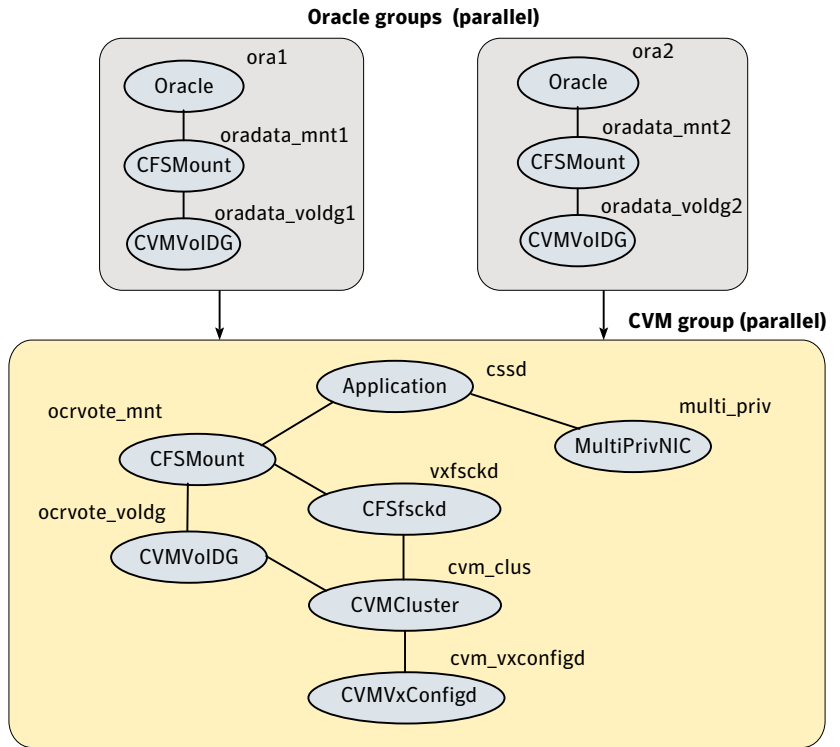 Oracle groups (parallel)
ora1
Oracle
oradata_mnt1
CFSMount
oradata_voldg1
CVMVolDG
ora2
Oracle
oradata_mnt2
CFSMount
oradata_voldg2
CVMVolDG
CVM group (parallel)
cssd
Application
ocrvote_mnt
multi_priv
CFSMount
MultiPrivNIC
vxfsckd
ocrvote_voldg
CFSfsckd
CVMVolDG
cvm_clus
CVMCluster
cvm_vxconfigd
CVMVxConfigd